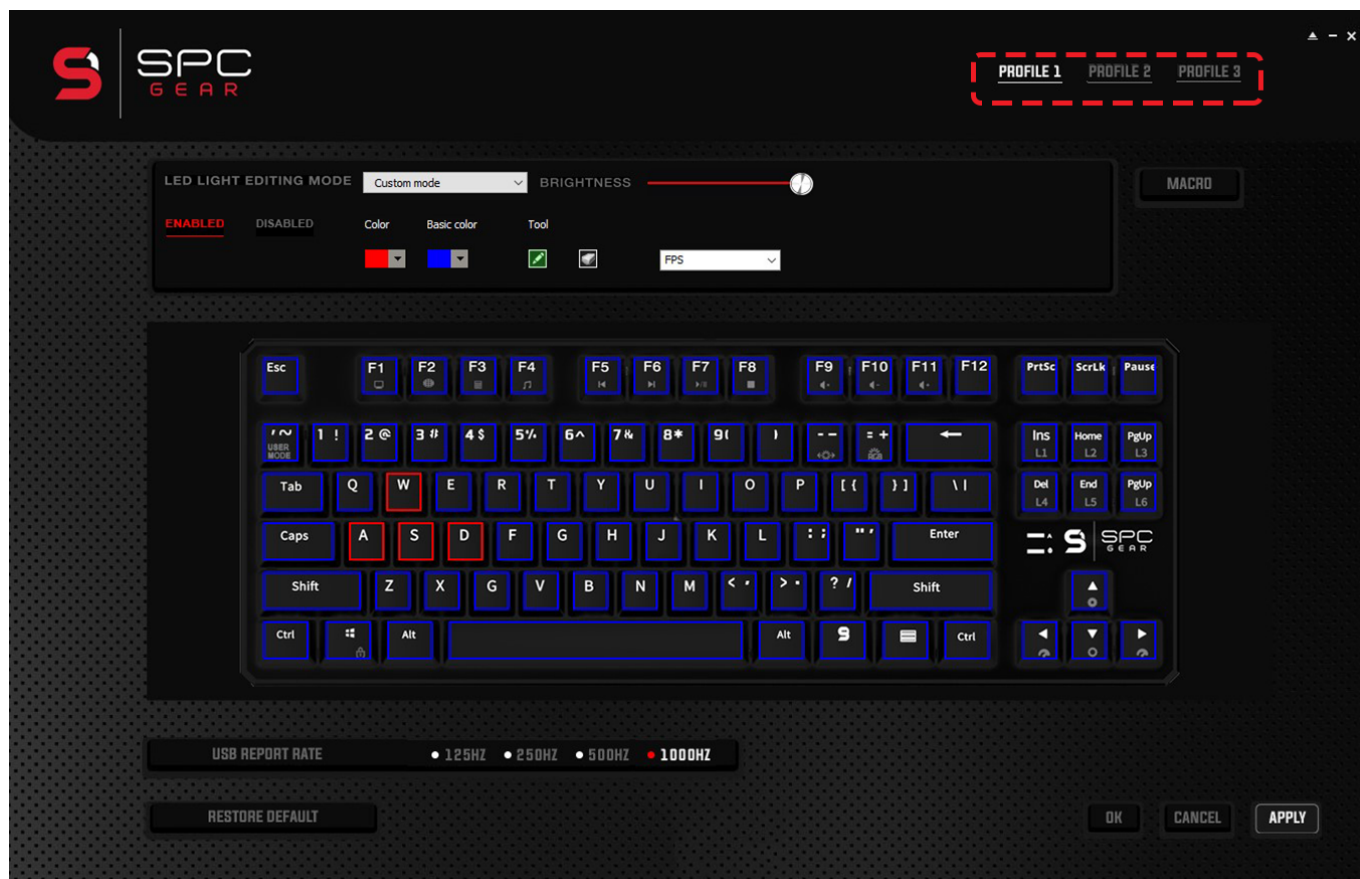 SPC
GEAR
PROFILE 1 PROFILE 2 PROFILE 3
LED LIGHT EDITING MODE Custom mode BRIGHTNESS
MACRO
ENABLED DISABLED Color Basic color Tool
FPS
Esc F1 F2 F3 F4 F5 F6 F7 F8 F9 F10 F11 F12 PrtSc ScrLk Pause
'~ 1 ! 2 @ 3 # 4 $ 5 % 6 ^ 7 & 8 * 9 ( ) - - = + Ins Home PgUp
USER MODE L1 L2 L3
Tab Q W E R T Y U I O P [ { } ] \ | Del End PgUp
L4 L5 L6
Caps A S D F G H J K L : ; " ' Enter SPC
GEAR
Shift Z X G V B N M < · > · ? / Shift
Ctrl Alt Alt Ctrl
USB REPORT RATE 125HZ 250HZ 500HZ 1000HZ
RESTORE DEFAULT OK CANCEL APPLY